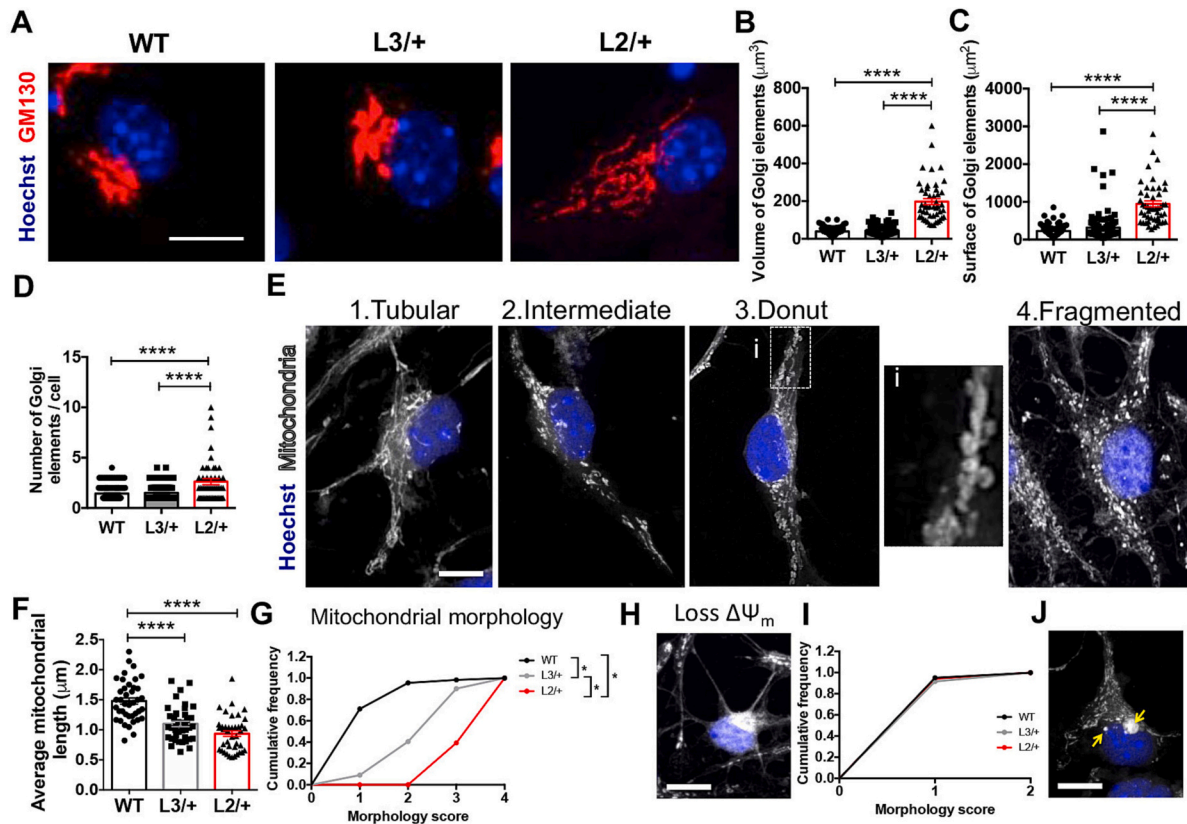 A
WT
L3/+
L2/+
Hoechst GM130
B
Volume of Golgi elements (μm³)
800
600
400
200
0
****
****
WT
L3/+
L2/+
C
Surface of Golgi elements (μm²)
4000
3000
2000
1000
0
****
****
WT
L3/+
L2/+
D
Number of Golgi
elements / cell
15
10
5
0
****
****
WT
L3/+
L2/+
E
1.Tubular
2.Intermediate
3.Donut
4.Fragmented
Hoechst Mitochondria
i
i
F
Average mitochondrial
length (μm)
2.5
2.0
1.5
1.0
0.5
0.0
****
****
WT
L3/+
L2/+
G
Mitochondrial morphology
Cumulative frequency
1.2
1.0
0.8
0.6
0.4
0.2
0.0
0
1
2
3
4
Morphology score
WT
L3/+
L2/+
*
*
*
H
Loss ΔΨm
I
Cumulative frequency
1.2
1.0
0.8
0.6
0.4
0.2
0.0
0
1
2
Morphology score
WT
L3/+
L2/+
J